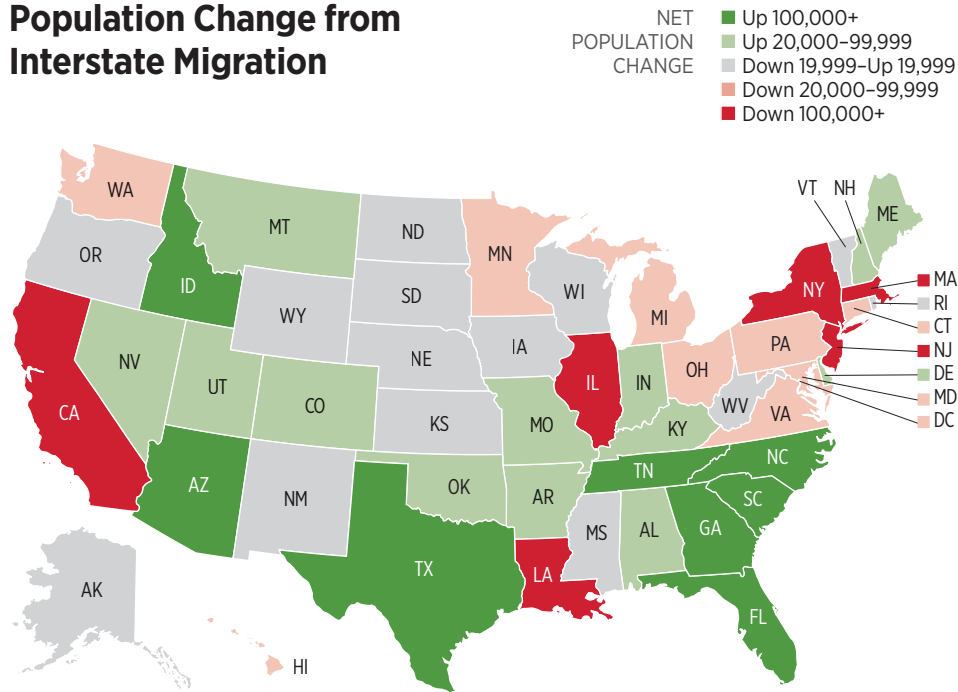 Population Change from
Interstate Migration
NET
POPULATION
CHANGE
Up 100,000+
Up 20,000–99,999
Down 19,999–Up 19,999
Down 20,000–99,999
Down 100,000+
WA
OR
CA
NV
ID
MT
WY
UT
CO
AZ
NM
ND
SD
NE
KS
OK
TX
MN
IA
MO
AR
LA
WI
IL
MI
IN
OH
KY
TN
MS
AL
GA
FL
SC
NC
VA
WV
PA
NY
VT
NH
ME
MA
RI
CT
NJ
DE
MD
DC
AK
HI